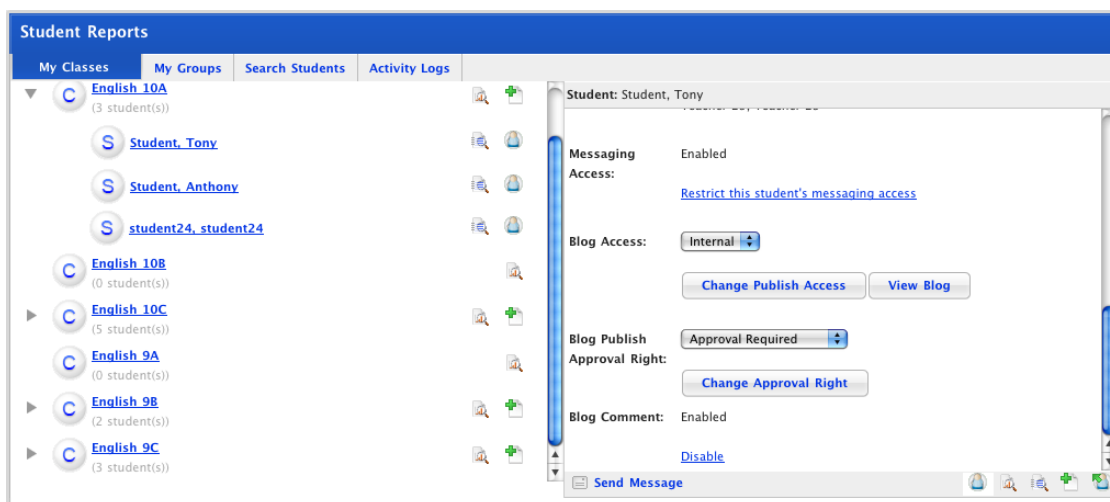 Student Reports
My Classes
My Groups
Search Students
Activity Logs
C
English 10A
(3 student(s))
S
Student, Tony
S
Student, Anthony
S
student24, student24
C
English 10B
(0 student(s))
C
English 10C
(5 student(s))
C
English 9A
(0 student(s))
C
English 9B
(2 student(s))
C
English 9C
(3 student(s))
Student: Student, Tony
Messaging Access:
Enabled
Restrict this student's messaging access
Blog Access:
Internal
Change Publish Access
View Blog
Blog Publish
Approval Right:
Approval Required
Change Approval Right
Blog Comment:
Enabled
Disable
Send Message